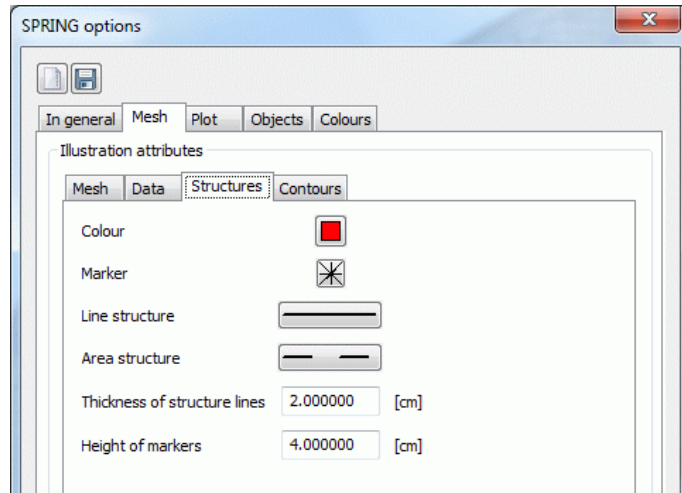 SPRING options
In general Mesh Plot Objects Colours
Illustration attributes
Mesh Data Structures Contours
Colour
Marker
Line structure
Area structure
Thickness of structure lines 2.000000 [cm]
Height of markers 4.000000 [cm]